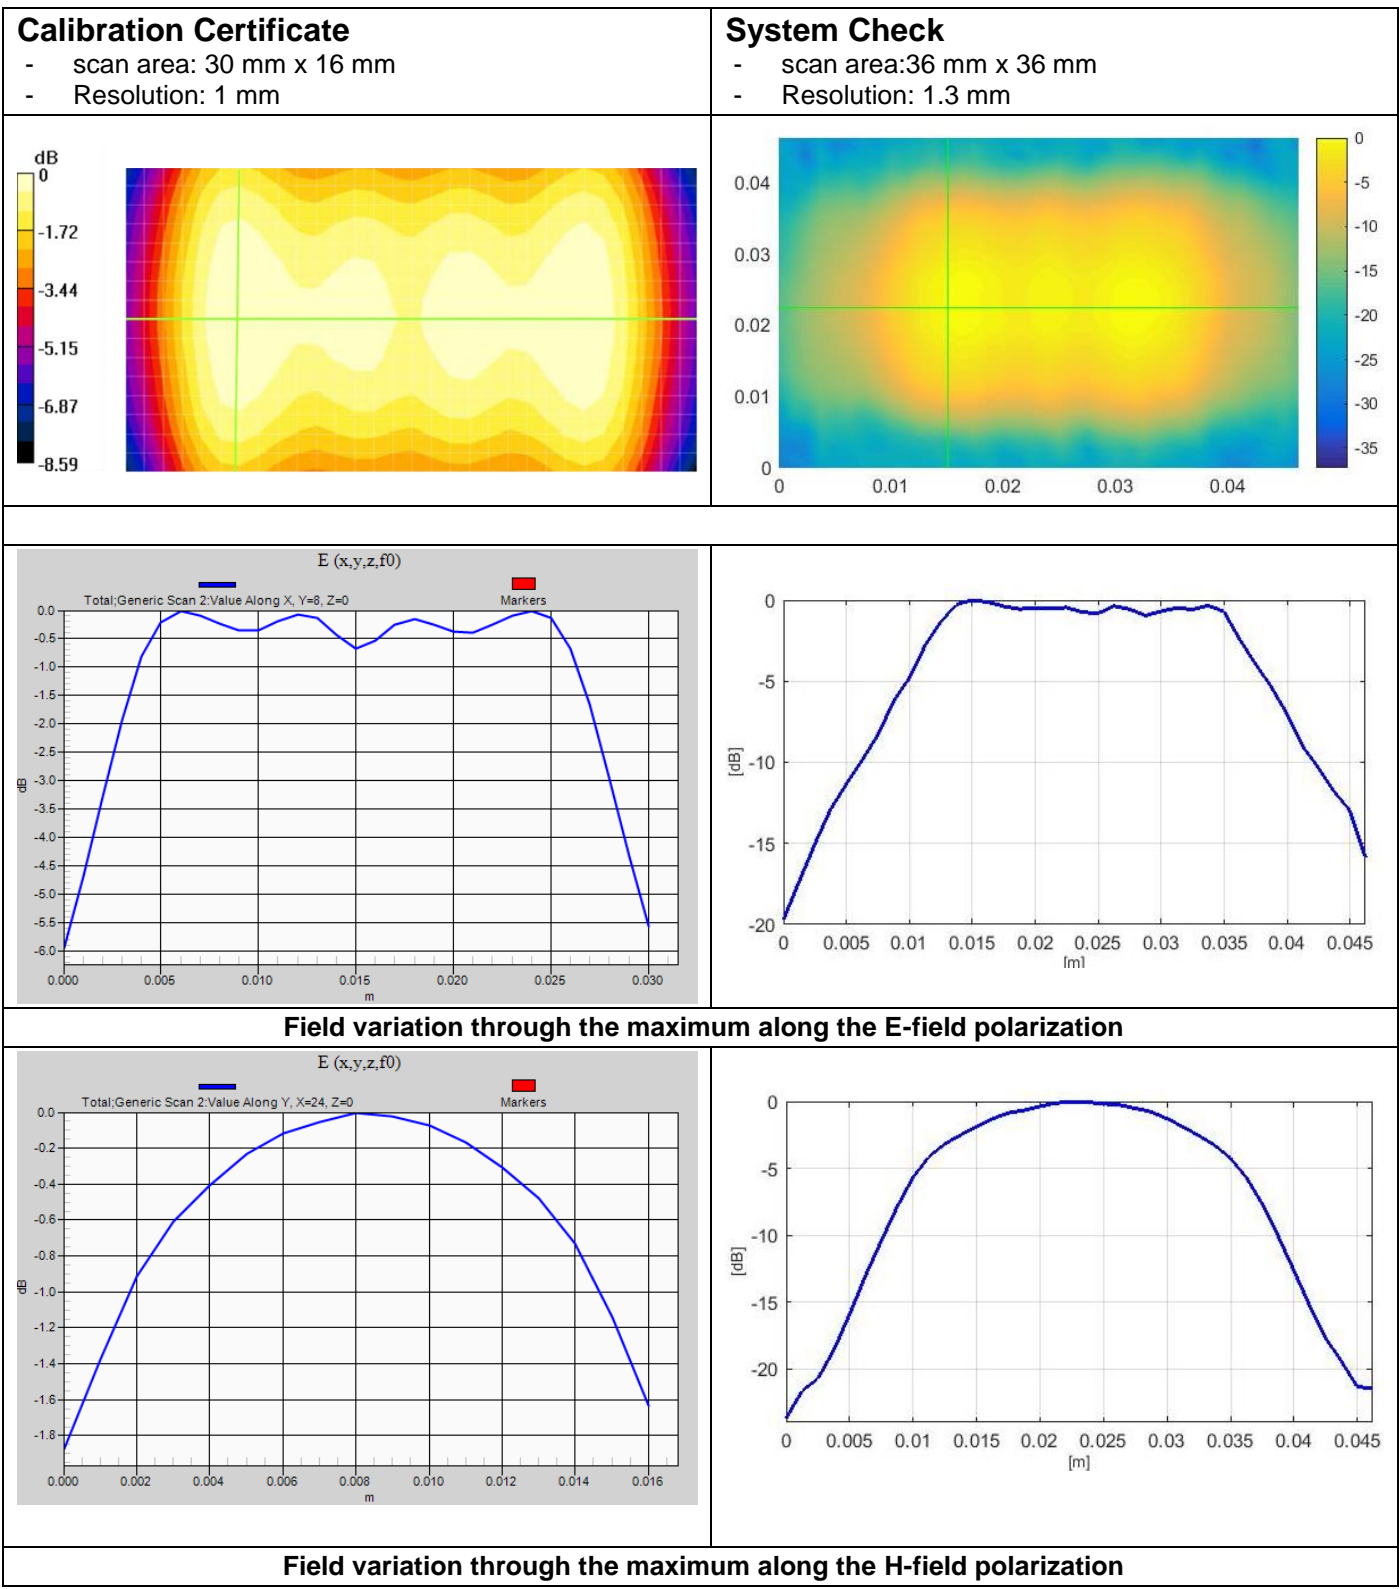 Calibration Certificate
- scan area: 30 mm x 16 mm
- Resolution: 1 mm
System Check
- scan area:36 mm x 36 mm
- Resolution: 1.3 mm
dB
0
-1.72
-3.44
-5.15
-6.87
-8.59
0.04
0.03
0.02
0.01
0
0 0.01 0.02 0.03 0.04
0
-5
-10
-15
-20
-25
-30
-35
E (x,y,z,f0)
Total;Generic Scan 2:Value Along X, Y=8, Z=0 Markers
0.0
-0.5
-1.0
-1.5
-2.0
-2.5
-3.0
-3.5
-4.0
-4.5
-5.0
-5.5
-6.0
dB
0.000 0.005 0.010 0.015 0.020 0.025 0.030
m
0
-5
-10
-15
-20
[dB]
0 0.005 0.01 0.015 0.02 0.025 0.03 0.035 0.04 0.045
[m]
Field variation through the maximum along the E-field polarization
E (x,y,z,f0)
Total;Generic Scan 2:Value Along Y, X=24, Z=0 Markers
0.0
-0.2
-0.4
-0.6
-0.8
-1.0
-1.2
-1.4
-1.6
-1.8
dB
0.000 0.002 0.004 0.006 0.008 0.010 0.012 0.014 0.016
m
0
-5
-10
-15
-20
[dB]
0 0.005 0.01 0.015 0.02 0.025 0.03 0.035 0.04 0.045
[m]
Field variation through the maximum along the H-field polarization